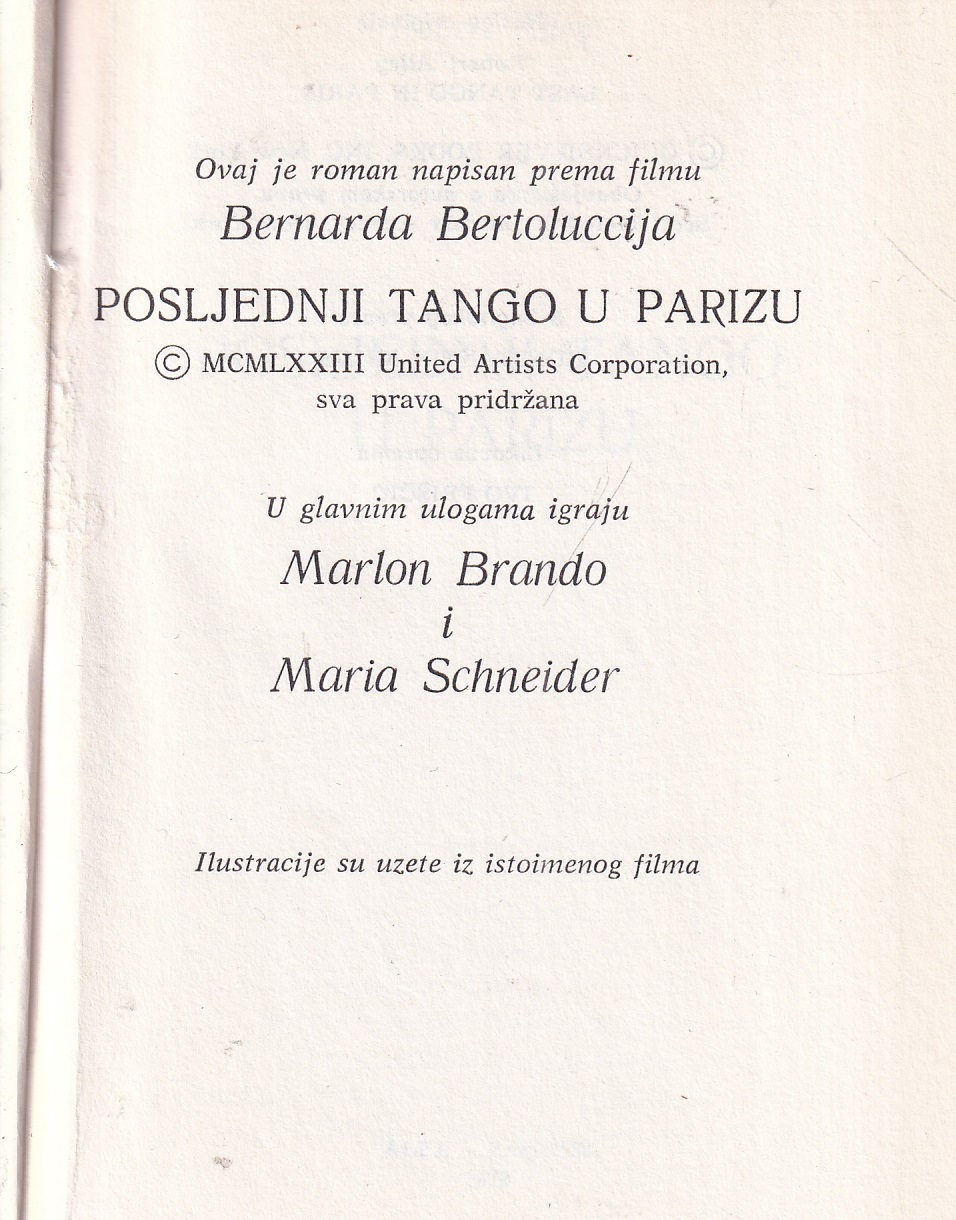 Ovaj je roman napisan prema filmu
Bernarda Bertoluccija
POSLJEDNJI TANGO U PARIZU
© MCMLXXIII United Artists Corporation,
sva prava pridržana
U glavnim ulogama igraju
Marlon Brando
i
Maria Schneider
Ilustracije su uzete iz istoimenog filma